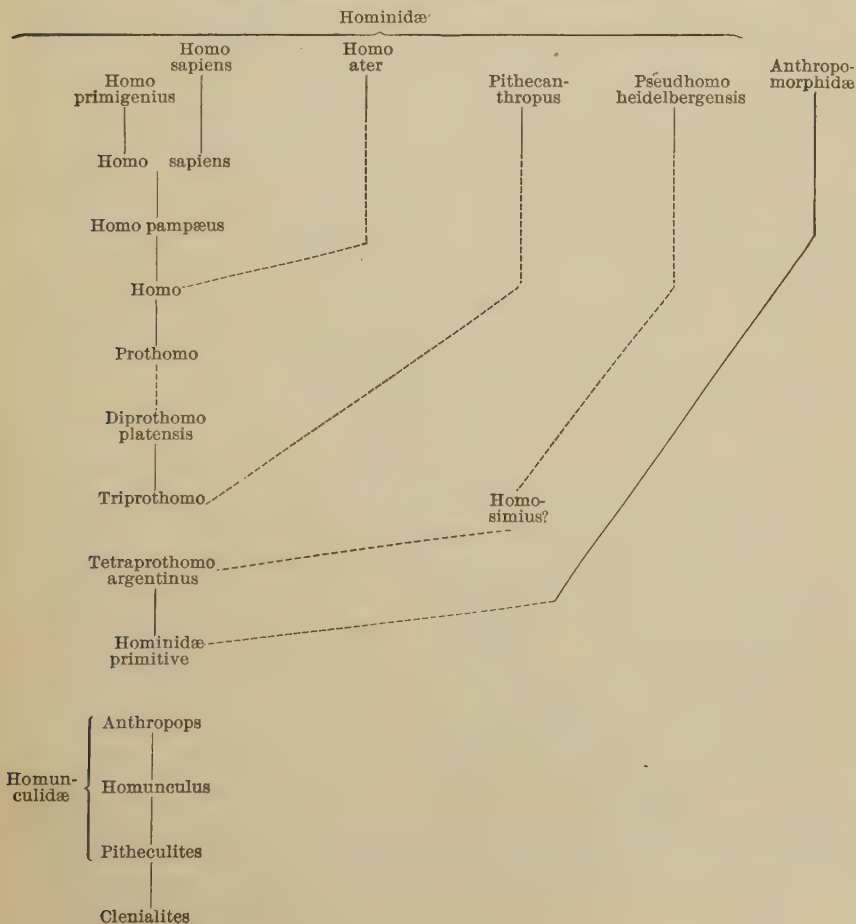 Hominidæ
Homo
sapiens
Homo
ater
Homo
primigenius
Pithecan-
thropus
Pseudhomo
heidelbergensis
Anthropo-
morphidæ
Homo sapiens
Homo pampæus
Homo
Prothomo
Diprothomo
platensis
Triprothomo
Homo-
simius?
Tetraprothomo
argentinus
Hominidæ
primitive
Anthropops
Homun-
culidæ
Homunculus
Pitheculites
Clenialites